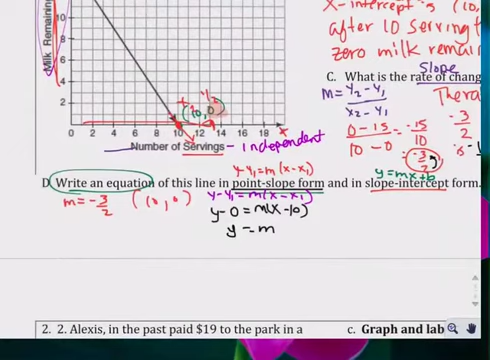 Milk Remaining
10
8
6
4
2
0 2 4 6 8 10 12 14 16 18
(10, 0)
Number of Servings - independent
x-intercept is (10,
after 10 serving t
zero milk remai
Slope
C. What is the rate of chang
M = y2 - y1
x2 - x1
0 - 15 = -15
10 - 0 10
-3
2
y = mx + b
D. Write an equation of this line in point-slope form and in slope-intercept form.
y - y1 = m(x - x1)
m = -3/2
y - y1 = m(x - x1)
y - 0 = m(x - 10)
y = m
2. 2. Alexis, in the past paid $19 to the park in a
c. Graph and lab